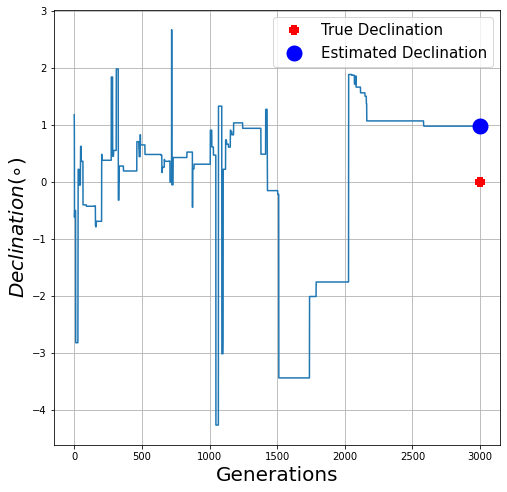 True Declination
Estimated Declination
3
2
1
0
−1
−2
−3
−4
Declination(∘)
0 500 1000 1500 2000 2500 3000
Generations